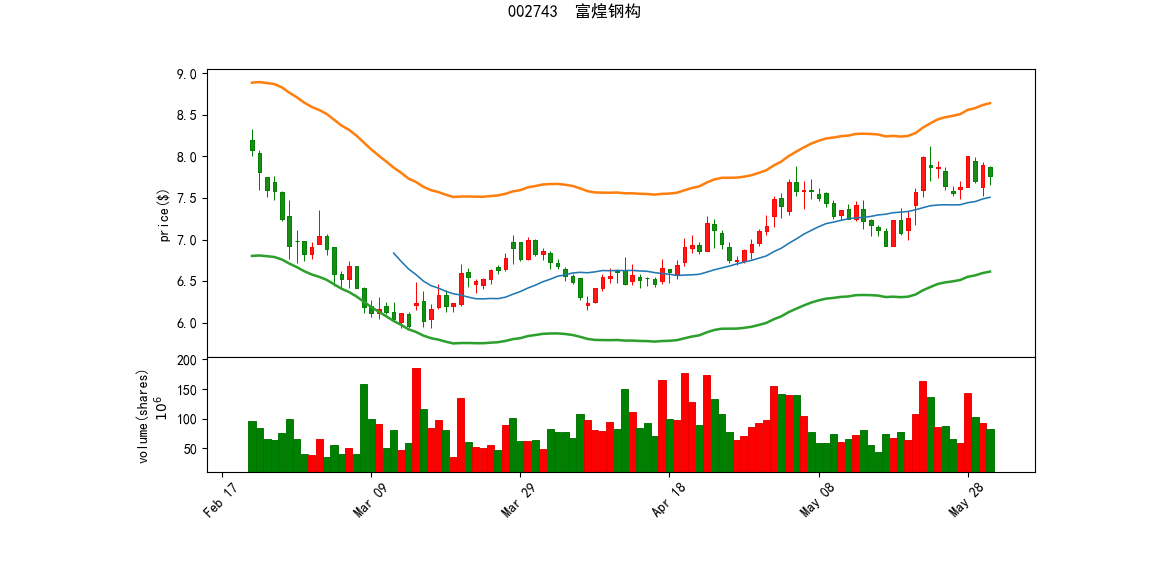 002743 富煌钢构
9.0
8.5
8.0
7.5
7.0
6.5
6.0
price($)
200
150
100
50
volume(shares)
10^6
Feb 17
Mar 09
Mar 29
Apr 18
May 08
May 28